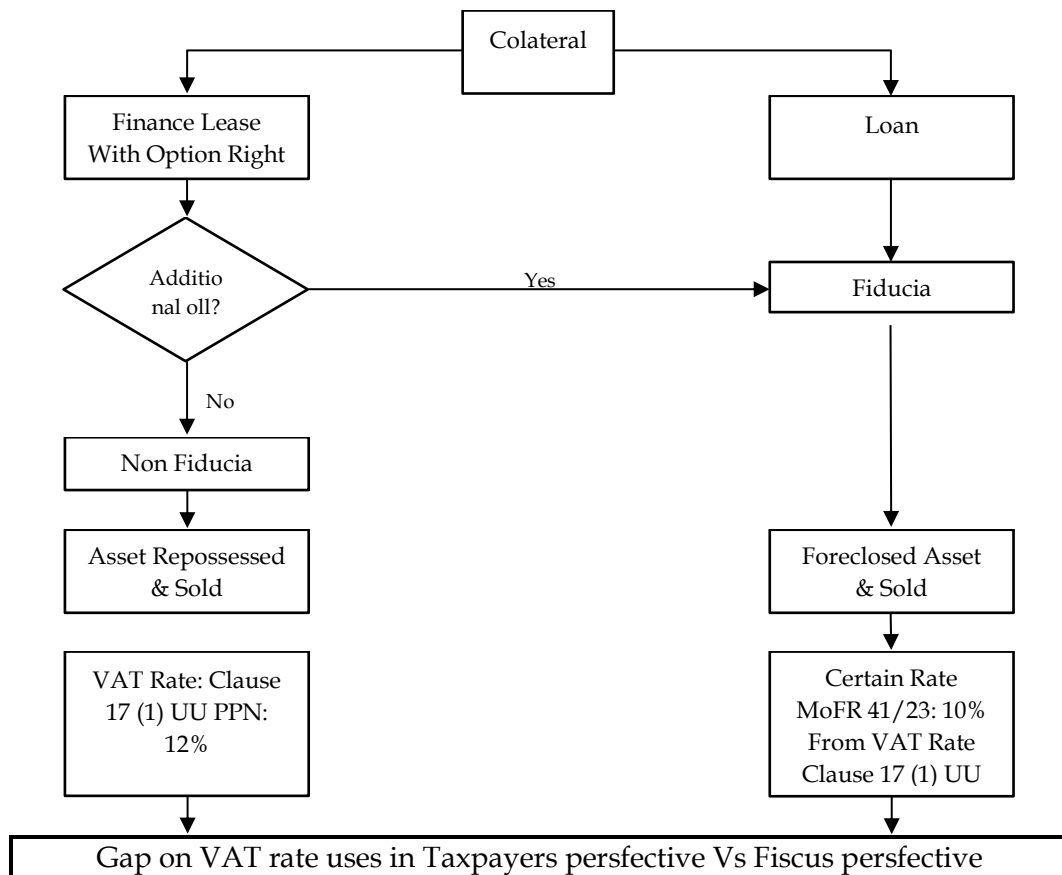 Colateral
Finance Lease
With Option Right
Loan
Additio
nal oll?
Yes
Fiducia
No
Non Fiducia
Asset Repossessed
& Sold
Foreclosed Asset
& Sold
VAT Rate: Clause
17 (1) UU PPN:
12%
Certain Rate
MoFR 41/23: 10%
From VAT Rate
Clause 17 (1) UU
Gap on VAT rate uses in Taxpayers persfective Vs Fiscus persfective